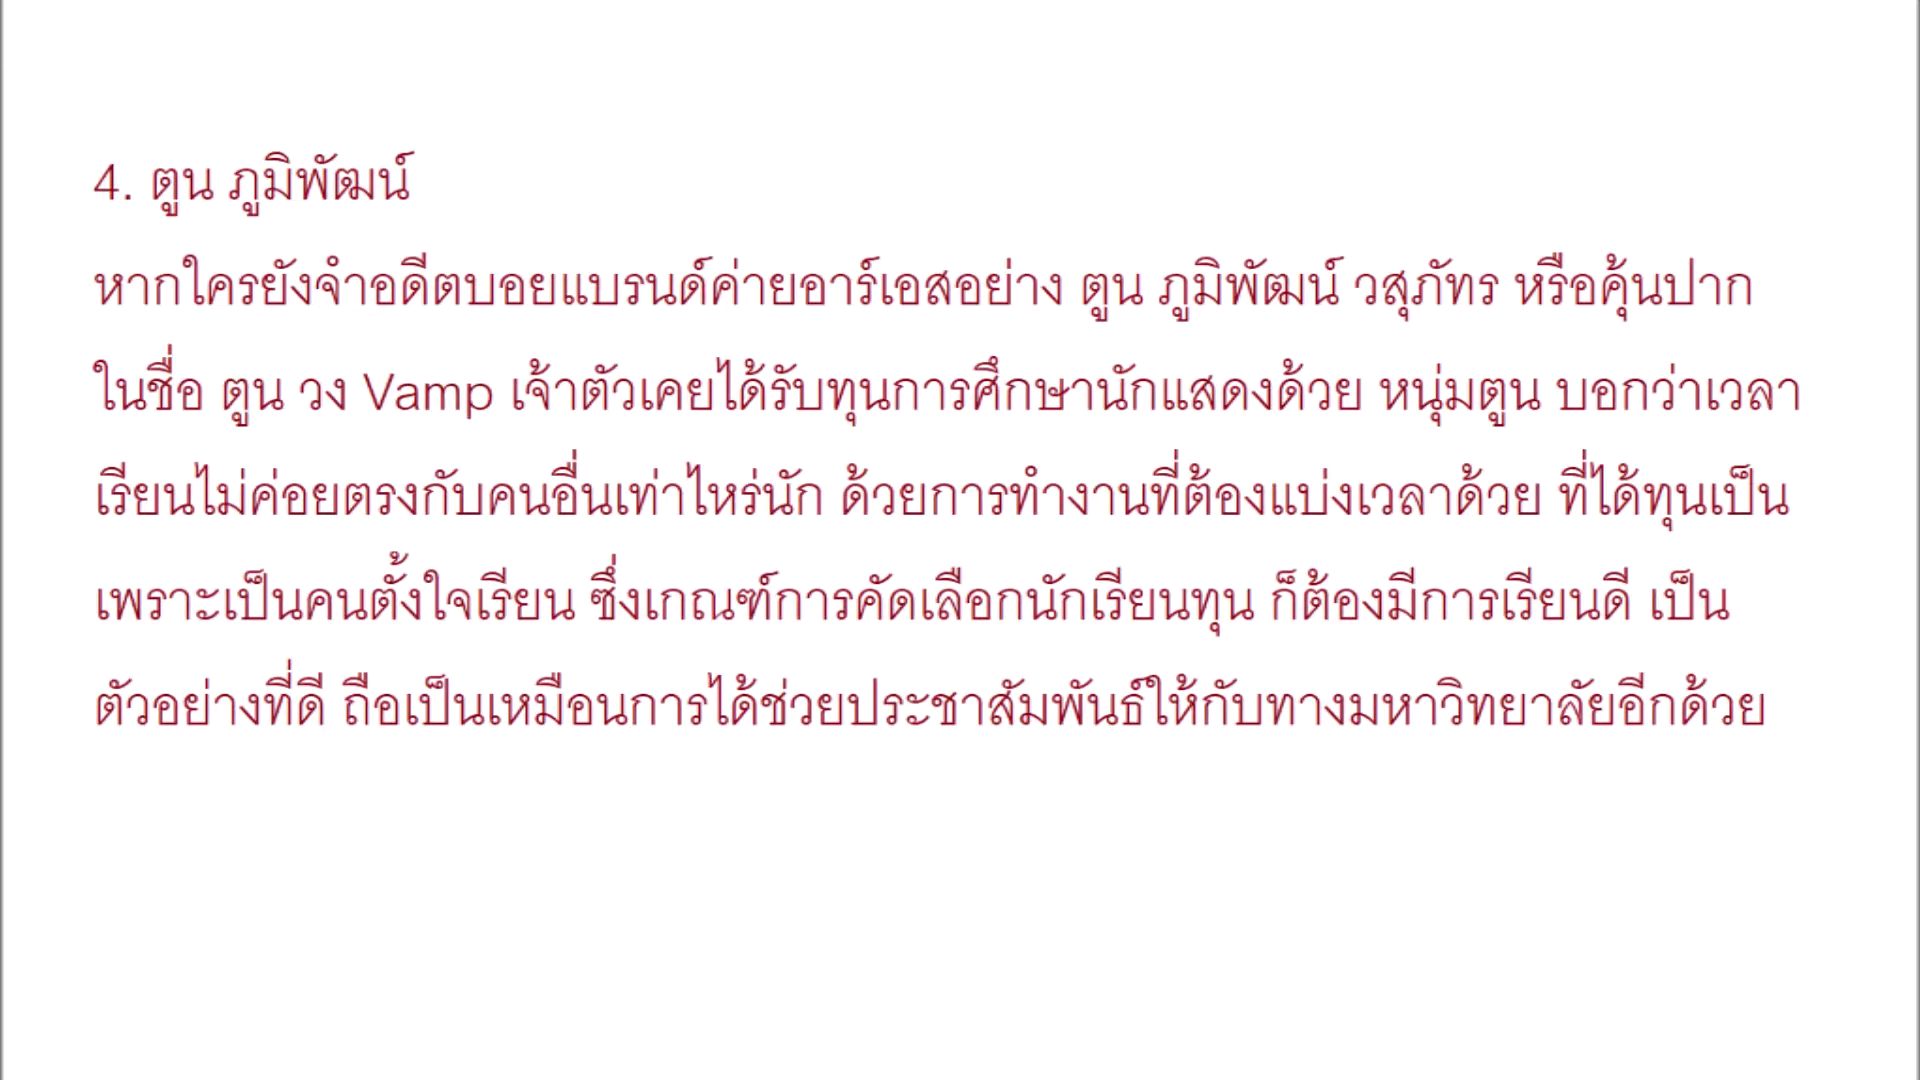 4. ตูน ภูมิพัฒน์
หากใครยังจำอดีตบอยแบรนด์ค่ายอาร์เอสอย่าง ตูน ภูมิพัฒน์ วสุภัทร หรือคุ้นปาก
ในชื่อ ตูน วง Vamp เจ้าตัวเคยได้รับทุนการศึกษานักแสดงด้วย หนุ่มตูน บอกว่าเวลา
เรียนไม่ค่อยตรงกับคนอื่นเท่าไหร่นัก ด้วยการทำงานที่ต้องแบ่งเวลาด้วย ที่ได้ทุนเป็น
เพราะเป็นคนตั้งใจเรียน ซึ่งเกณฑ์การคัดเลือกนักเรียนทุน ก็ต้องมีการเรียนดี เป็น
ตัวอย่างที่ดี ถือเป็นเหมือนการได้ช่วยประชาสัมพันธ์ให้กับทางมหาวิทยาลัยอีกด้วย